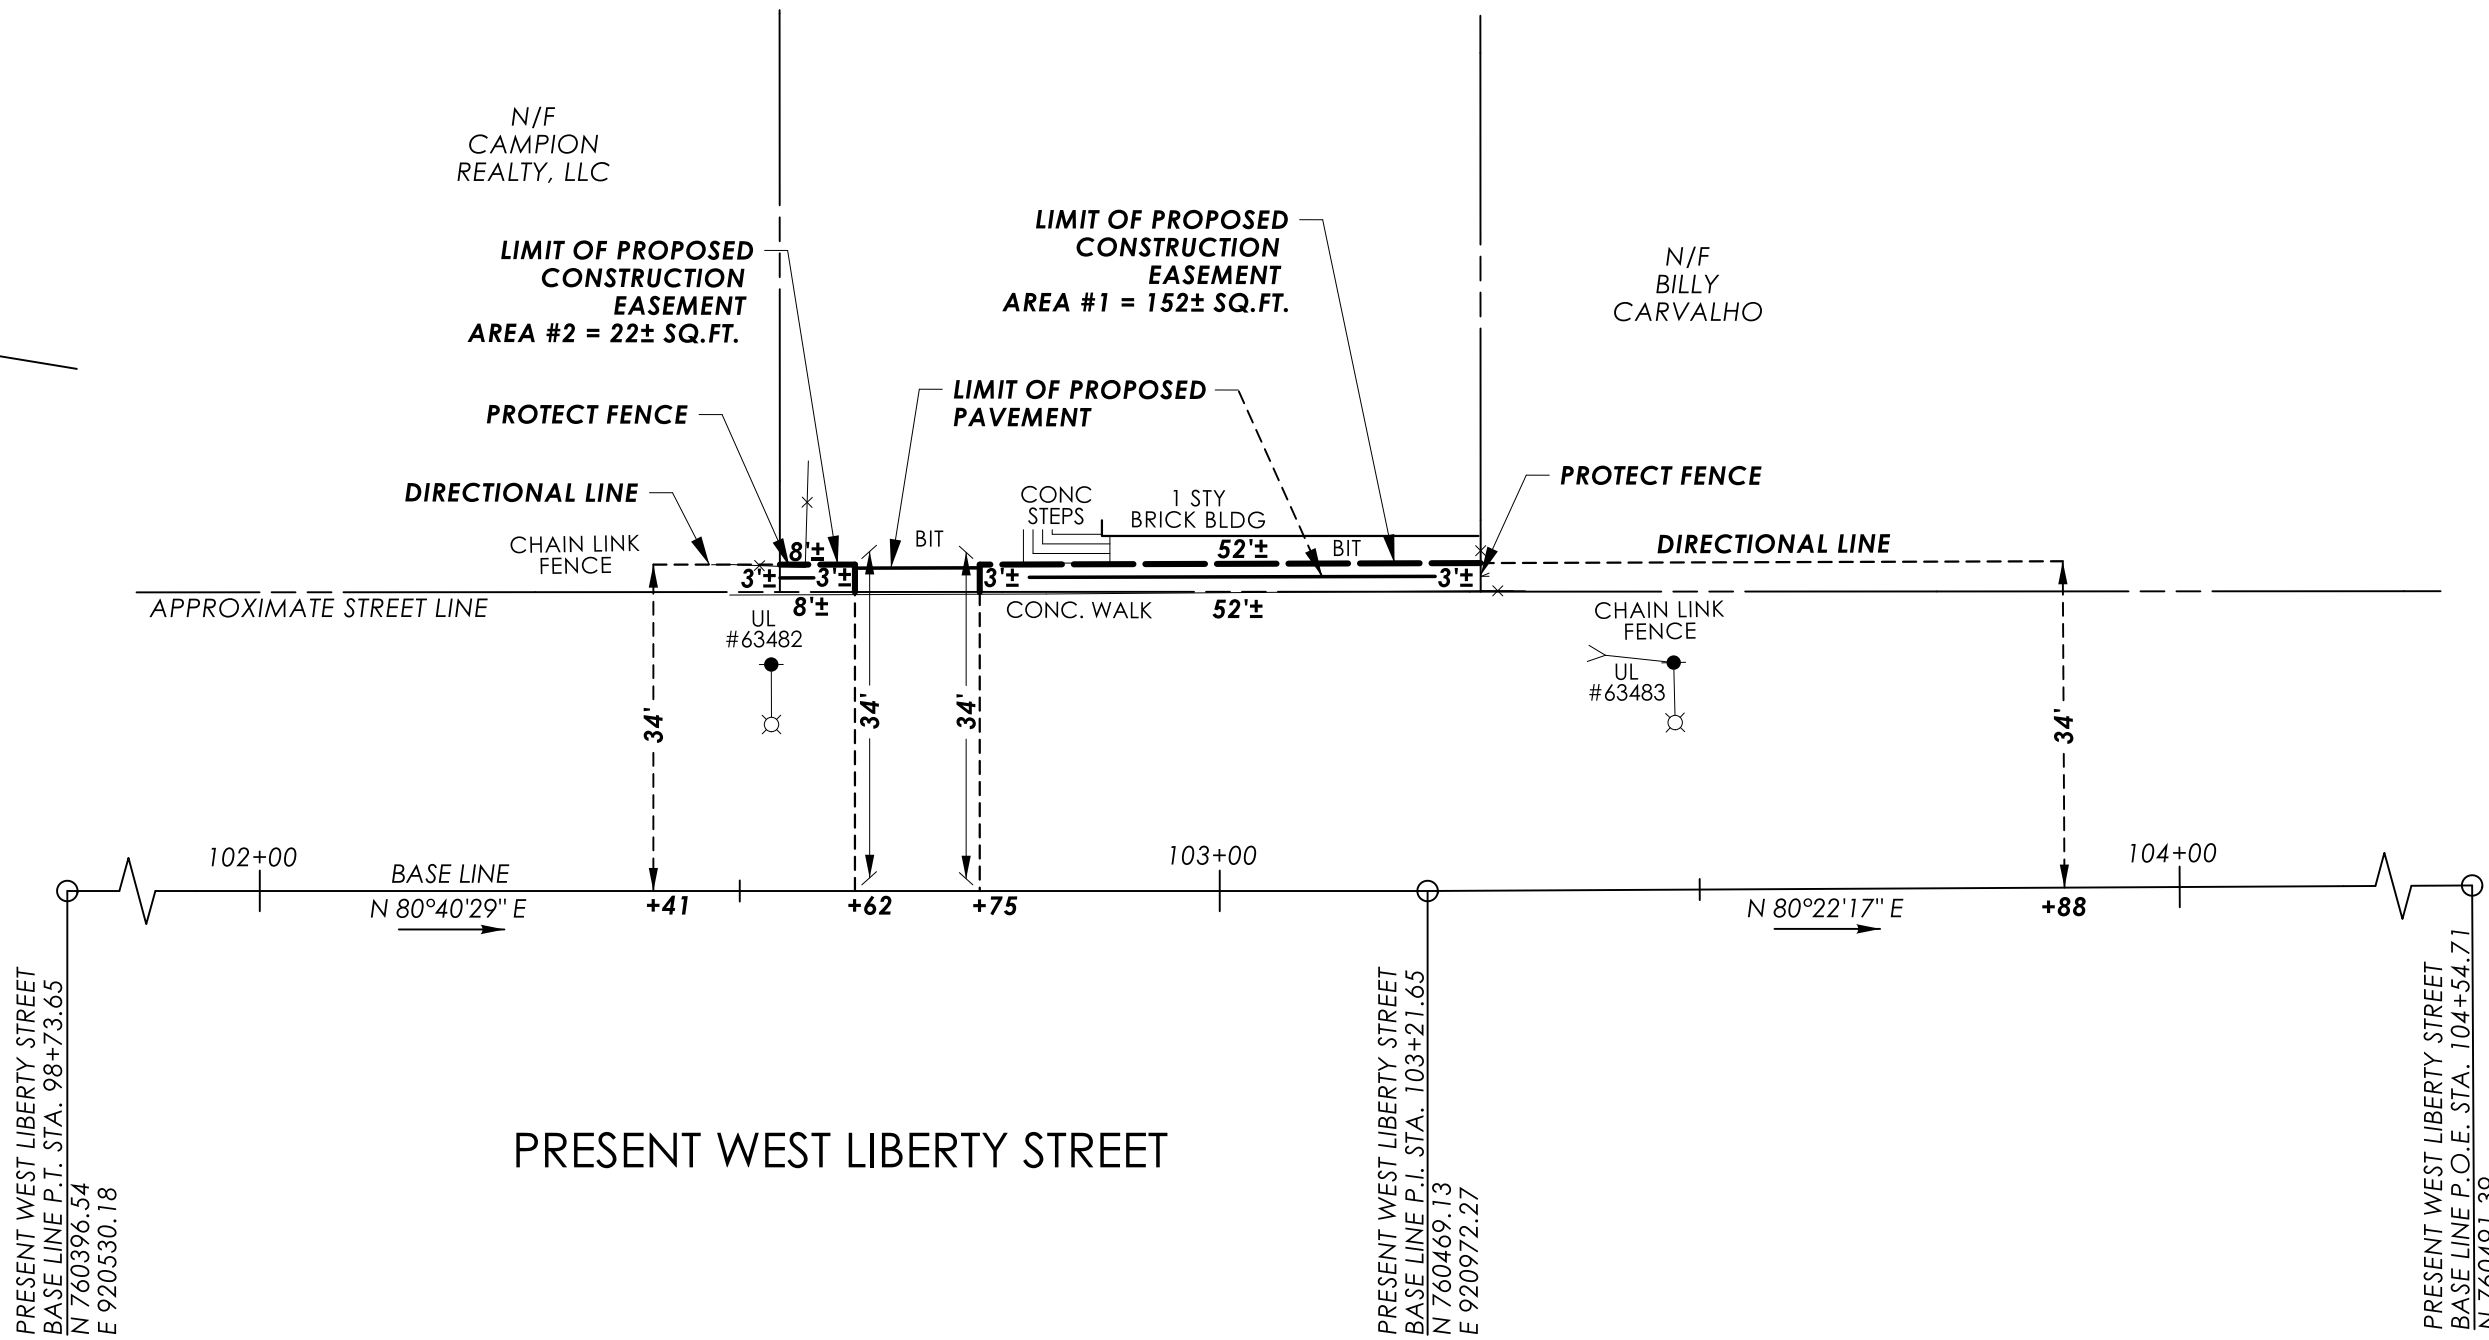 N/F
CAMPION
REALTY, LLC
LIMIT OF PROPOSED
CONSTRUCTION
EASEMENT
AREA #2 = 22± SQ.FT.
LIMIT OF PROPOSED
CONSTRUCTION
EASEMENT
AREA #1 = 152± SQ.FT.
N/F
BILLY
CARVALHO
PROTECT FENCE
LIMIT OF PROPOSED
PAVEMENT
DIRECTIONAL LINE
CONC
STEPS
1 STY
BRICK BLDG
PROTECT FENCE
CHAIN LINK
FENCE
8'±
BIT
52'±
BIT
DIRECTIONAL LINE
3'±
3'±
3'±
3'±
APPROXIMATE STREET LINE
8'±
CONC. WALK
52'±
CHAIN LINK
FENCE
UL
#63482
UL
#63483
34'
34'
34'
34'
102+00
103+00
104+00
BASE LINE
N 80°40'29" E
+41
+62
+75
N 80°22'17" E
+88
PRESENT WEST LIBERTY STREET
BASE LINE P.T. STA. 98+73.65
N 760396.54
E 920530.18
PRESENT WEST LIBERTY STREET
PRESENT WEST LIBERTY STREET
BASE LINE P.I. STA. 103+21.65
N 760469.13
E 920972.27
PRESENT WEST LIBERTY STREET
BASE LINE P.O.E. STA. 104+54.71
N 760491.39